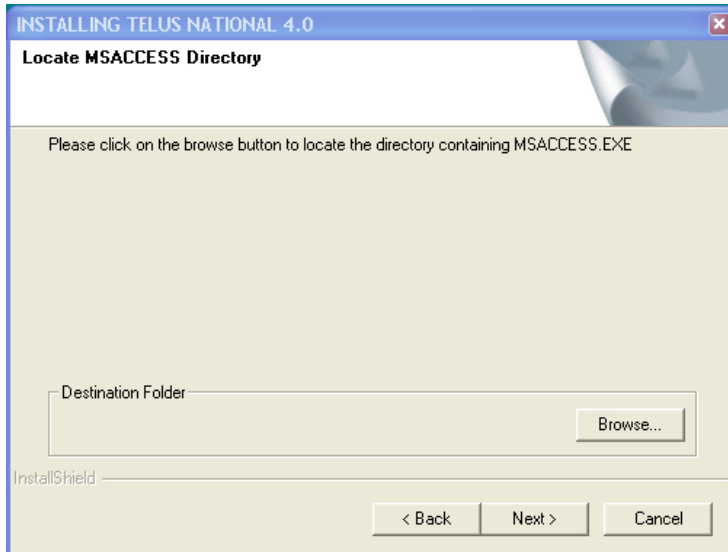 INSTALLING TELUS NATIONAL 4.0
Locate MSACCESS Directory
Please click on the browse button to locate the directory containing MSACCESS.EXE
Destination Folder
Browse...
InstallShield
< Back
Next >
Cancel